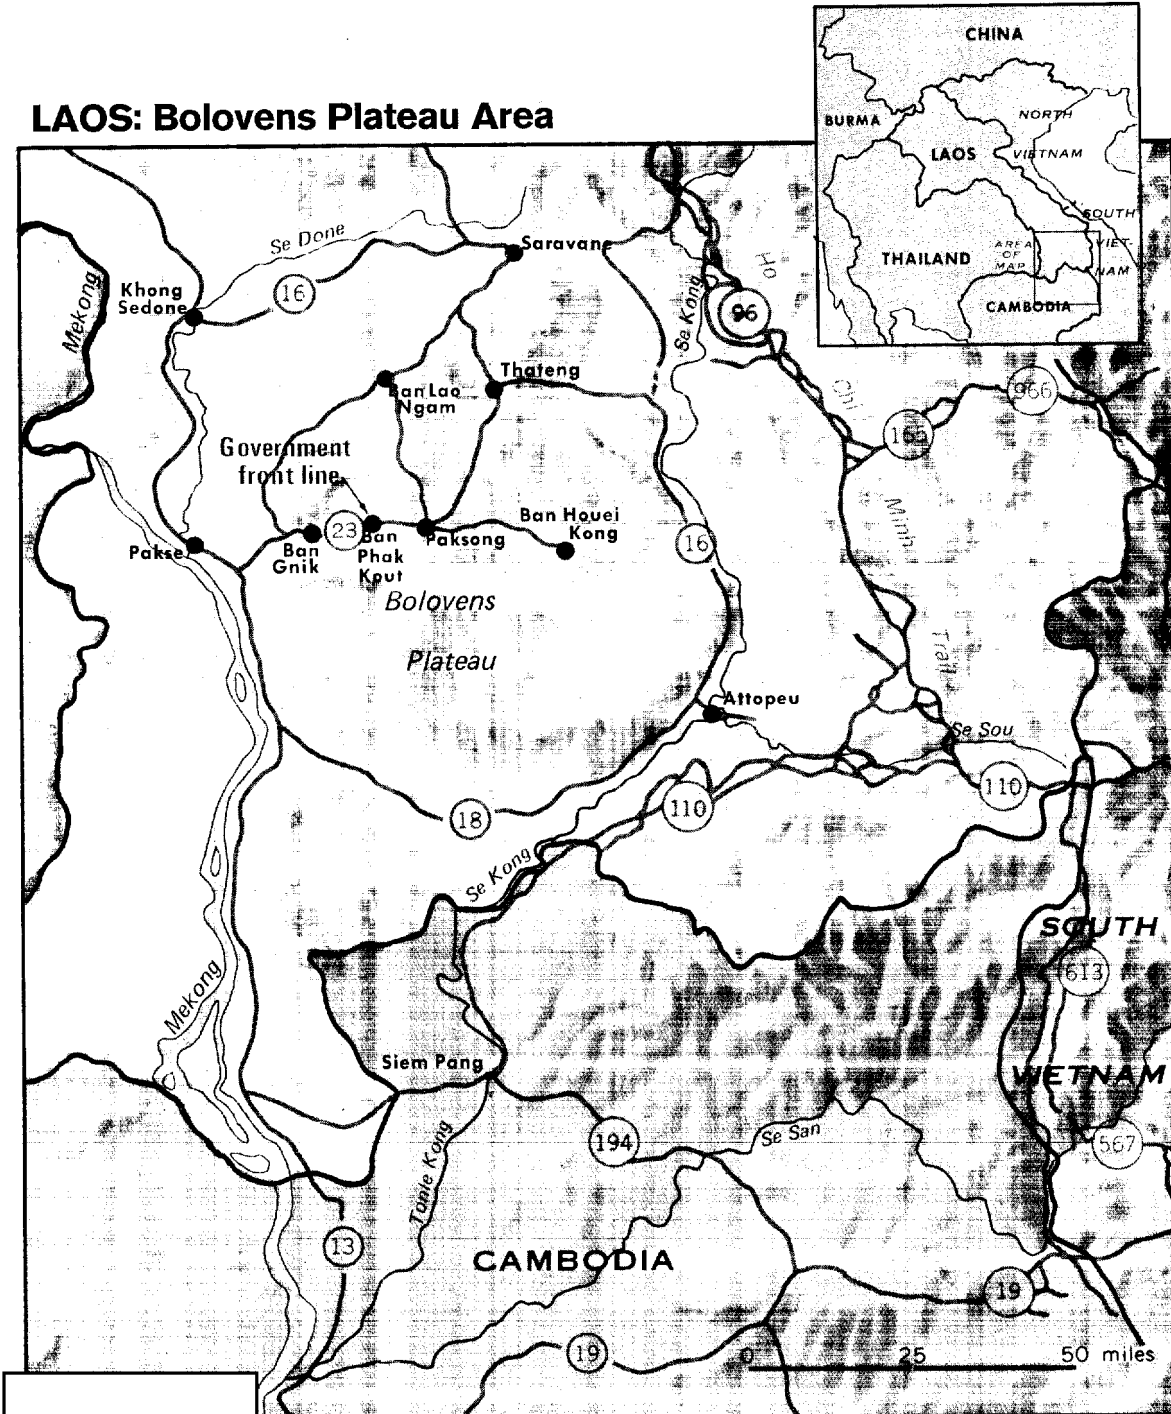 LAOS: Bolovens Plateau Area
CHINA
BURMA
NORTH
VIETNAM
LAOS
SOUTH
VIET-
NAM
AREA
OF
MAP
THAILAND
CAMBODIA
Se Done
Saravane
Mekong
Khong
Sedone
16
Se Kong
Ho
96
Thateng
Ban Lao
Ngam
Chi
966
165
Government
front line
Minh
Ban Houei
Kong
23
Pakse
Ban
Gnik
Ban
Phak
Kout
Paksong
16
Bolovens
Plateau
Trail
Attopeu
Se Sou
110
110
18
Se Kong
SOUTH
613
Mekong
Siem Pang
VIETNAM
194
Se San
567
Tonle Kong
13
CAMBODIA
19
19
0 25 50 miles